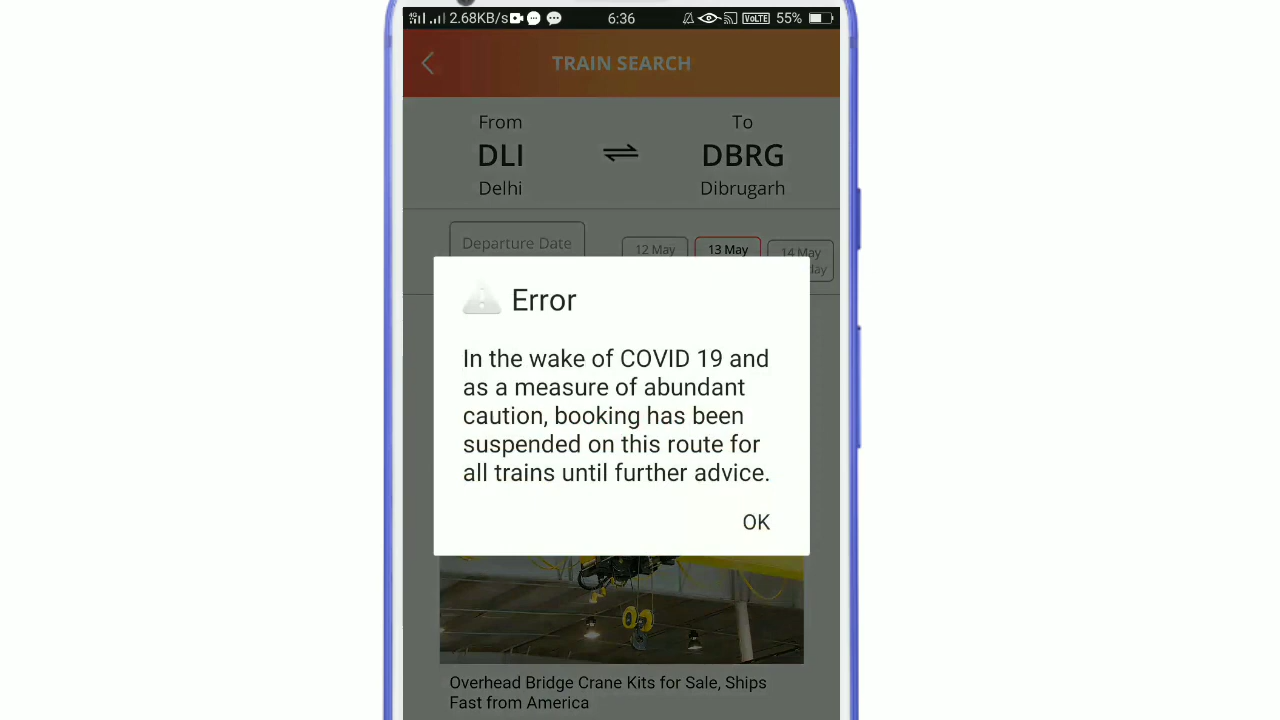 4G 2.68KB/s 6:36 VoLTE 55%
TRAIN SEARCH
From To
DLI DBRG
Delhi Dibrugarh
Departure Date 12 May 13 May 14 May
Error
In the wake of COVID 19 and
as a measure of abundant
caution, booking has been
suspended on this route for
all trains until further advice.
OK
Overhead Bridge Crane Kits for Sale, Ships
Fast from America